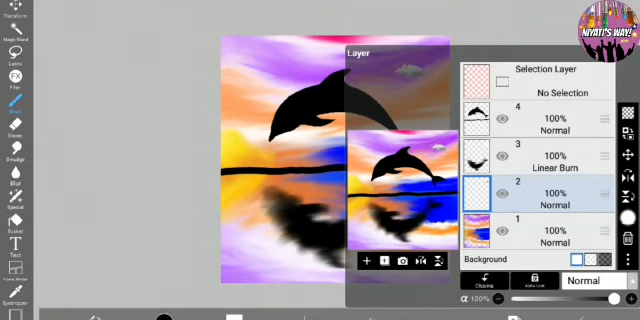 Transform
Magic Wand
Lasso
FX
Filter
Brush
Eraser
Smudge
Blur
Special
Bucket
T
Text
Eyedropper
Layer
Selection Layer
No Selection
4
100%
Normal
3
100%
Linear Burn
2
100%
Normal
1
100%
Normal
Background
Clipping
Alpha Lock
Normal
α 100%
NIYATI'S WAY!